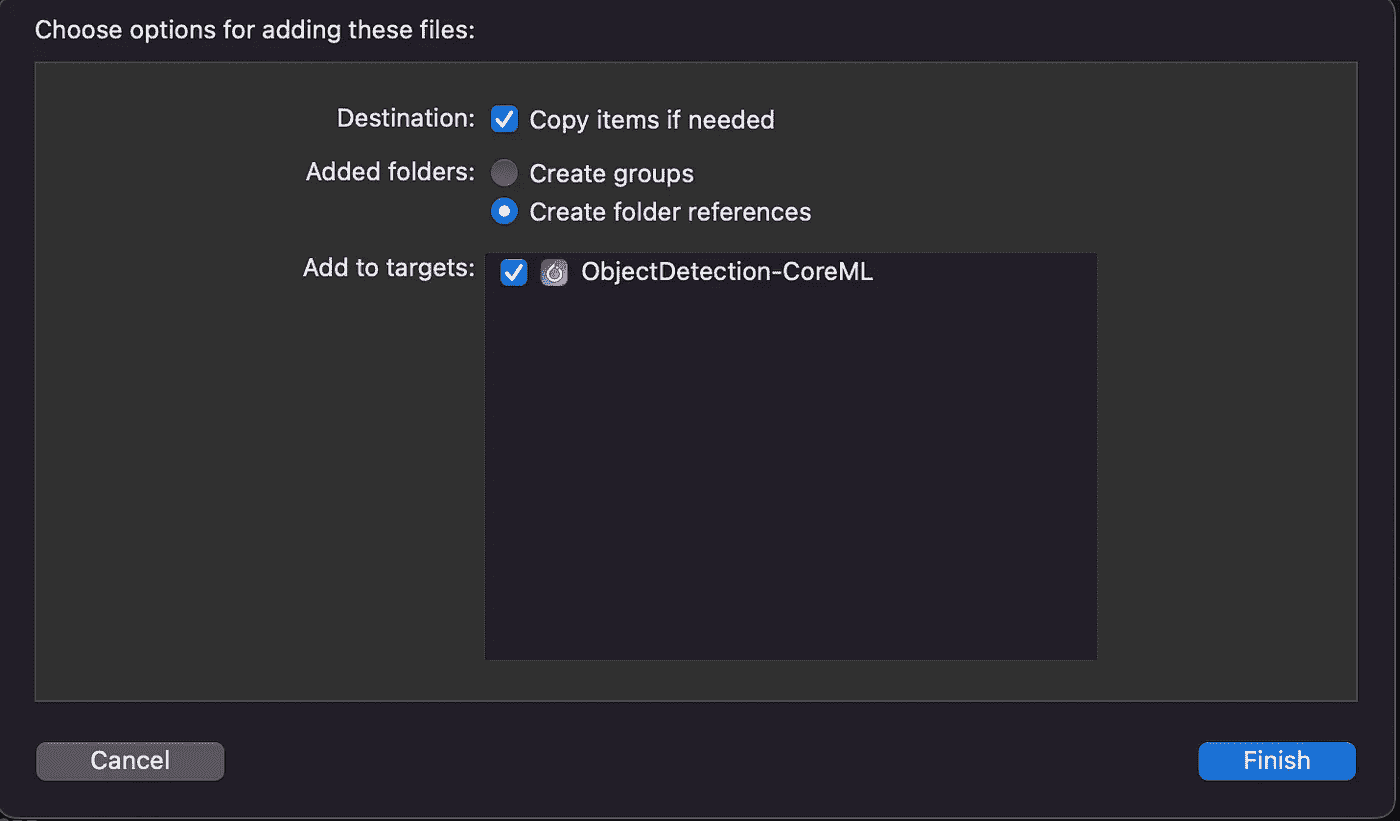 Choose options for adding these files:
Destination: Copy items if needed
Added folders: Create groups
Create folder references
Add to targets: ObjectDetection-CoreML
Cancel Finish